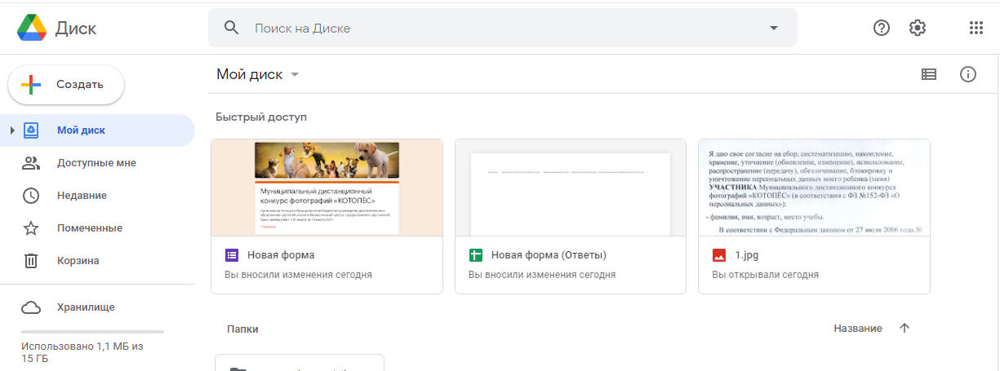 Диск
Поиск на Диске
Создать
Мой диск
Доступные мне
Недавние
Помеченные
Корзина
Хранилище
Использовано 1,1 МБ из
15 ГБ
Мой диск
Быстрый доступ
Муниципальный дистанционный
конкурс фотографий «КОТОПЁС»
Новая форма
Вы вносили изменения сегодня
Новая форма (Ответы)
Вы вносили изменения сегодня
Я даю свое согласие на сбор, систематизацию, накопление,
хранение, уточнение (обновление, изменение), использование,
распространение (передачу), обезличивание, блокировку и
уничтожение персональных данных моего ребенка (меня)
УЧАСТНИКА Муниципального дистанционного конкурса
фотографий «КОТОПЁС» (в соответствии с ФЗ №152-ФЗ «О
персональных данных»):
- фамилия, имя, возраст, место учебы.
В соответствии с Федеральным законом от 27 июля 2006 года №
1.jpg
Вы открывали сегодня
Папки
Название